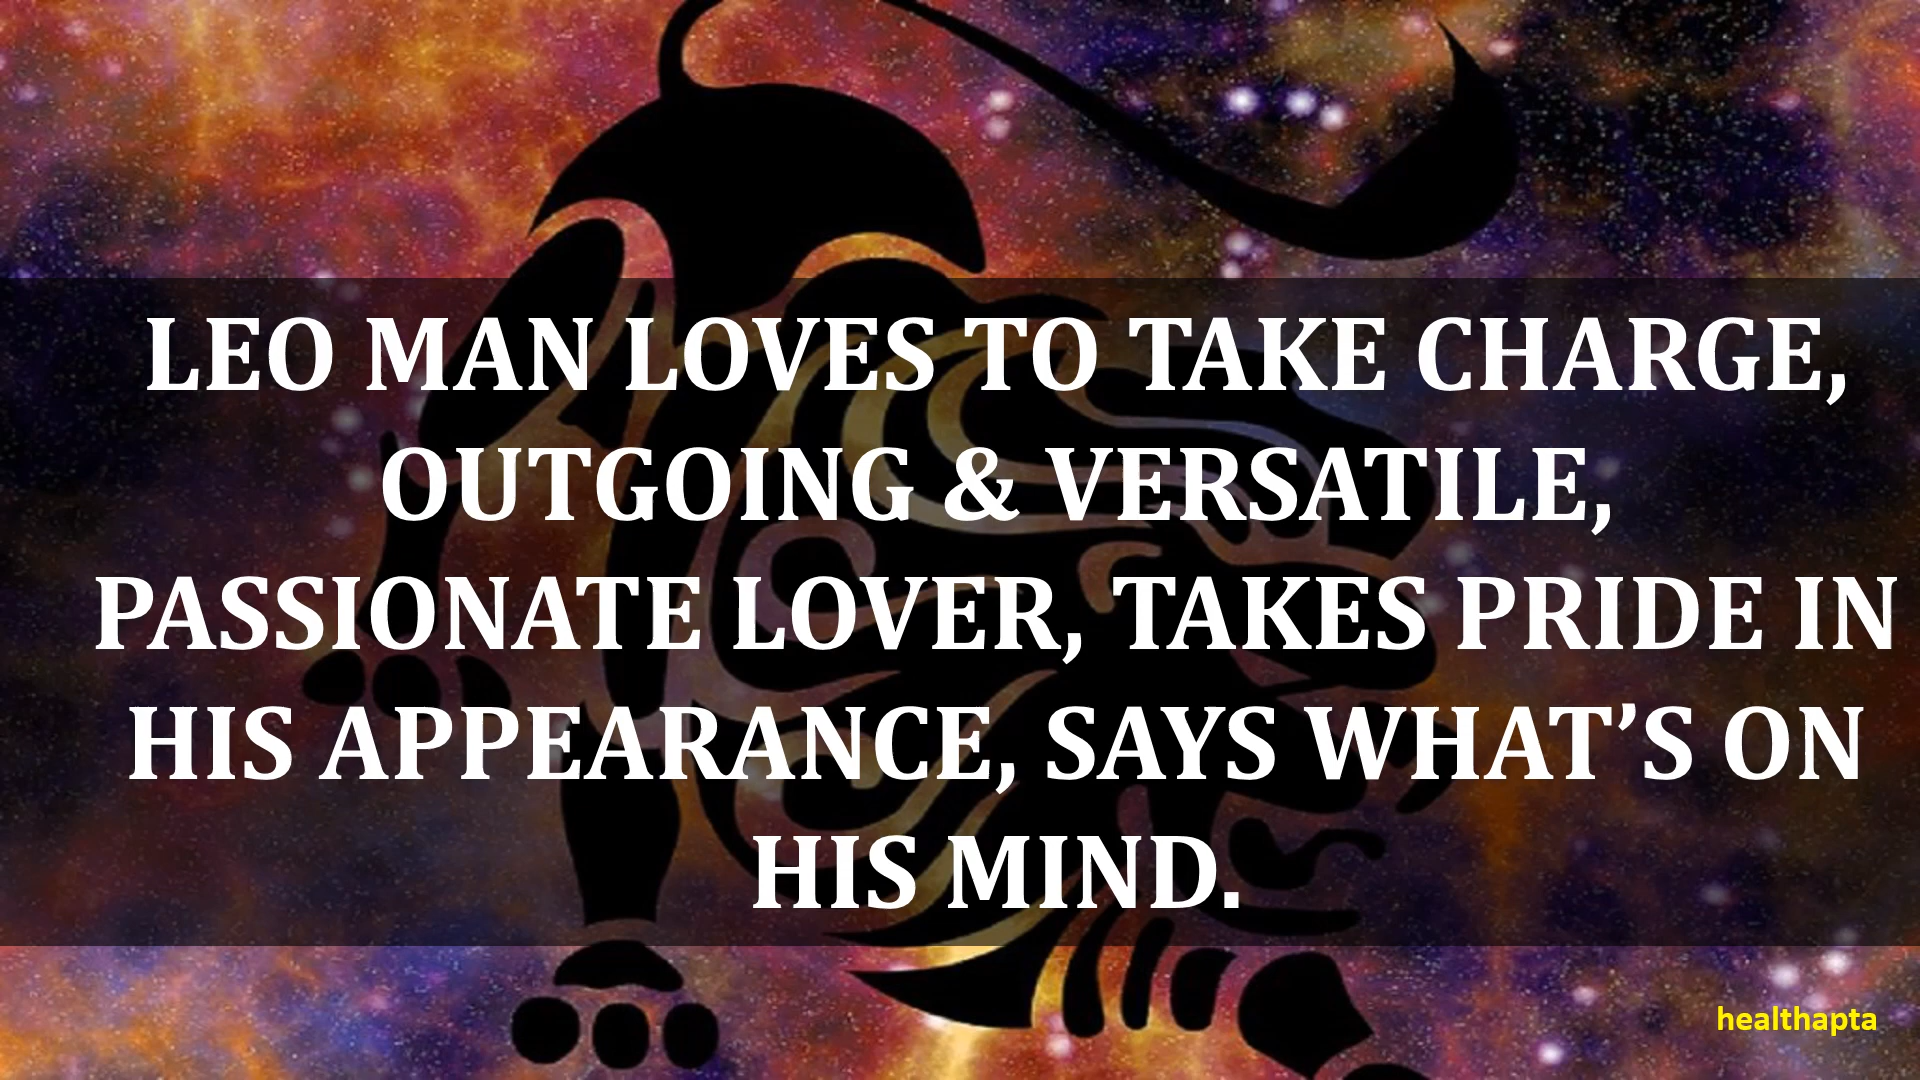 LEO MAN LOVES TO TAKE CHARGE,
OUTGOING & VERSATILE,
PASSIONATE LOVER, TAKES PRIDE IN
HIS APPEARANCE, SAYS WHAT’S ON
HIS MIND.
healthapta